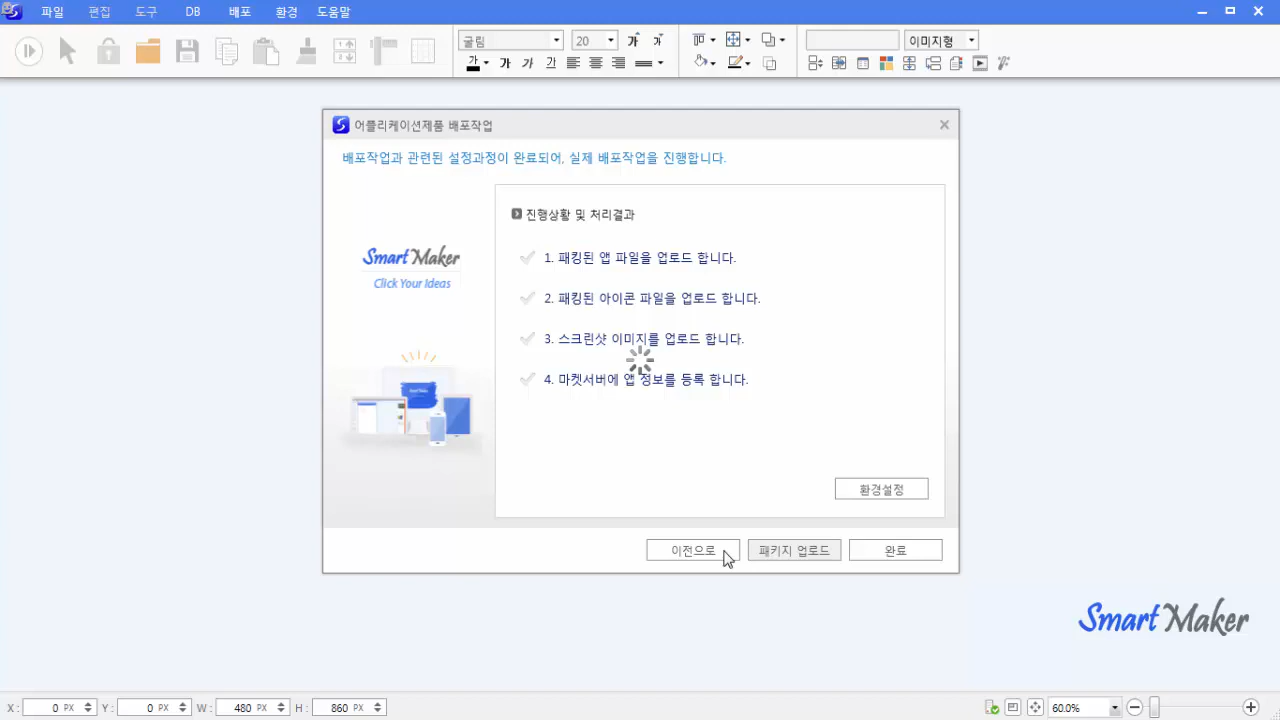 파일 편집 도구 DB 배포 환경 도움말
굴림 20 가 가 이미지형
가 가 가 가
어플리케이션제품 배포작업
배포작업과 관련된 설정과정이 완료되어, 실제 배포작업을 진행합니다.
진행상황 및 처리결과
Smart Maker
Click Your Ideas
1. 패킹된 앱 파일을 업로드 합니다.
2. 패킹된 아이콘 파일을 업로드 합니다.
3. 스크린샷 이미지를 업로드 합니다.
4. 마켓서버에 앱 정보를 등록 합니다.
환경설정
이전으로 패키지 업로드 완료
Smart Maker
X : 0 PX Y : 0 PX W : 480 PX H : 860 PX 60.0%